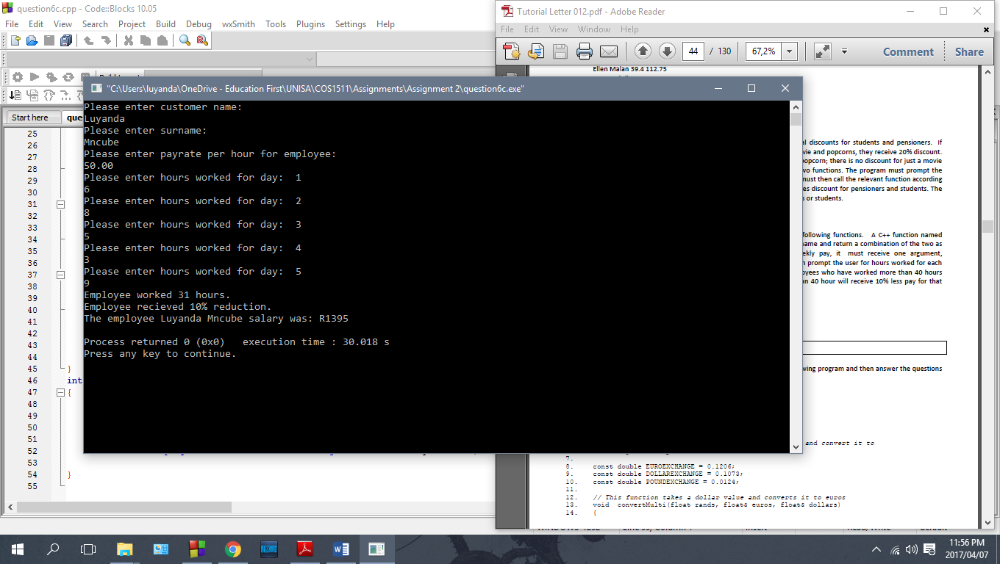 question6c.cpp - Code::Blocks 10.05
File Edit View Search Project Build Debug wxSmith Tools Plugins Settings Help
Start here
25
26
27
28
29
30
31
32
33
34
35
36
37
38
39
40
41
42
43
44
45 }
46 int
47 {
48
49
50
51
52
53
54 }
55
Tutorial Letter 012.pdf - Adobe Reader
File Edit View Window Help
44 / 130 67,2% Comment Share
Ellen Malan 39.4 112.75
"C:\Users\luyanda\OneDrive - Education First\UNISA\COS1511\Assignments\Assignment 2\question6c.exe"
Please enter customer name:
Luyanda
Please enter surname:
Mncube
Please enter payrate per hour for employee:
50.00
Please enter hours worked for day:  1
6
Please enter hours worked for day:  2
8
Please enter hours worked for day:  3
5
Please enter hours worked for day:  4
3
Please enter hours worked for day:  5
9
Employee worked 31 hours.
Employee recieved 10% reduction.
The employee Luyanda Mncube salary was: R1395
Process returned 0 (0x0)   execution time : 30.018 s
Press any key to continue.
discounts for students and pensioners. If
and popcorns, they receive 20% discount.
there is no discount for just a movie
functions. The program must prompt the
must then call the relevant function according
discount for pensioners and students. The
or students.
following functions. A C++ function named
and return a combination of the two as
pay, it must receive one argument,
prompt the user for hours worked for each
who have worked more than 40 hours
40 hour will receive 10% less pay for that
program and then answer the questions
and convert it to
7.
8. const double EUROEXCHANGE = 0.1206;
9. const double DOLLAREXCHANGE = 0.1073;
10. const double POUNDEXCHANGE = 0.0124;
11.
12. // This function takes a dollar value and converts it to euros
13. void convertMulti(float rands, float& euros, float& dollars)
14. {
11:56 PM
2017/04/07